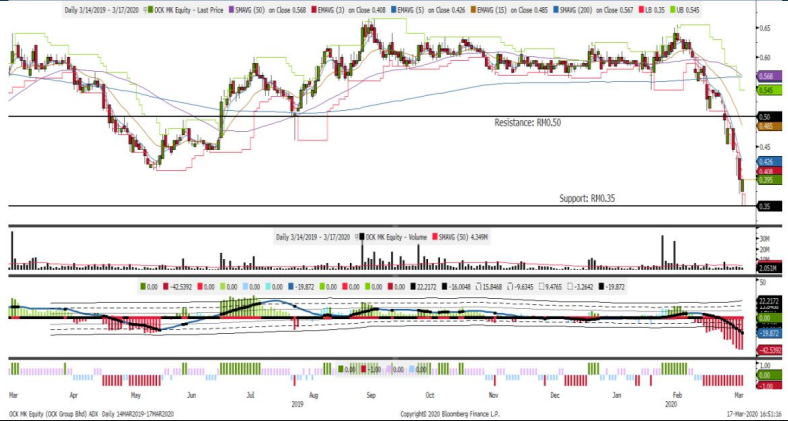 Daily 3/14/2019 - 3/17/2020 OCK MK Equity - Last Price SMAVG (50) on Close 0.568 EMAVG (3) on Close 0.408 EMAVG (5) on Close 0.426 EMAVG (15) on Close 0.485 SMAVG (200) on Close 0.567 LB 0.35 UB 0.545
0.65
0.60
0.568
0.545
0.50
Resistance: RM0.50
0.485
0.45
0.426
0.408
0.395
Support: RM0.35
0.35
Daily 3/14/2019 - 3/17/2020 OCK MK Equity - Volume SMAVG (50) 4.349M
30M
20M
2.051M
0.00 -42.5392 0.00 0.00 0.00 0.00 -19.872 0.00 0.00 0.00 22.2172 -16.0048 15.8468 -9.6345 9.4765 -3.2642 -19.872
50
22.2172
0.00
-19.872
-42.5392
0.00 -1.00 0.00 0.00
1.00
0.00
-1.00
Mar Apr May Jun Jul Aug Sep Oct Nov Dec Jan Feb Mar
2019 2020
OCK MK Equity (OCK Group Bhd) ADX Daily 14MAR2019-17MAR2020 Copyright© 2020 Bloomberg Finance L.P. 17-Mar-2020 16:51:16